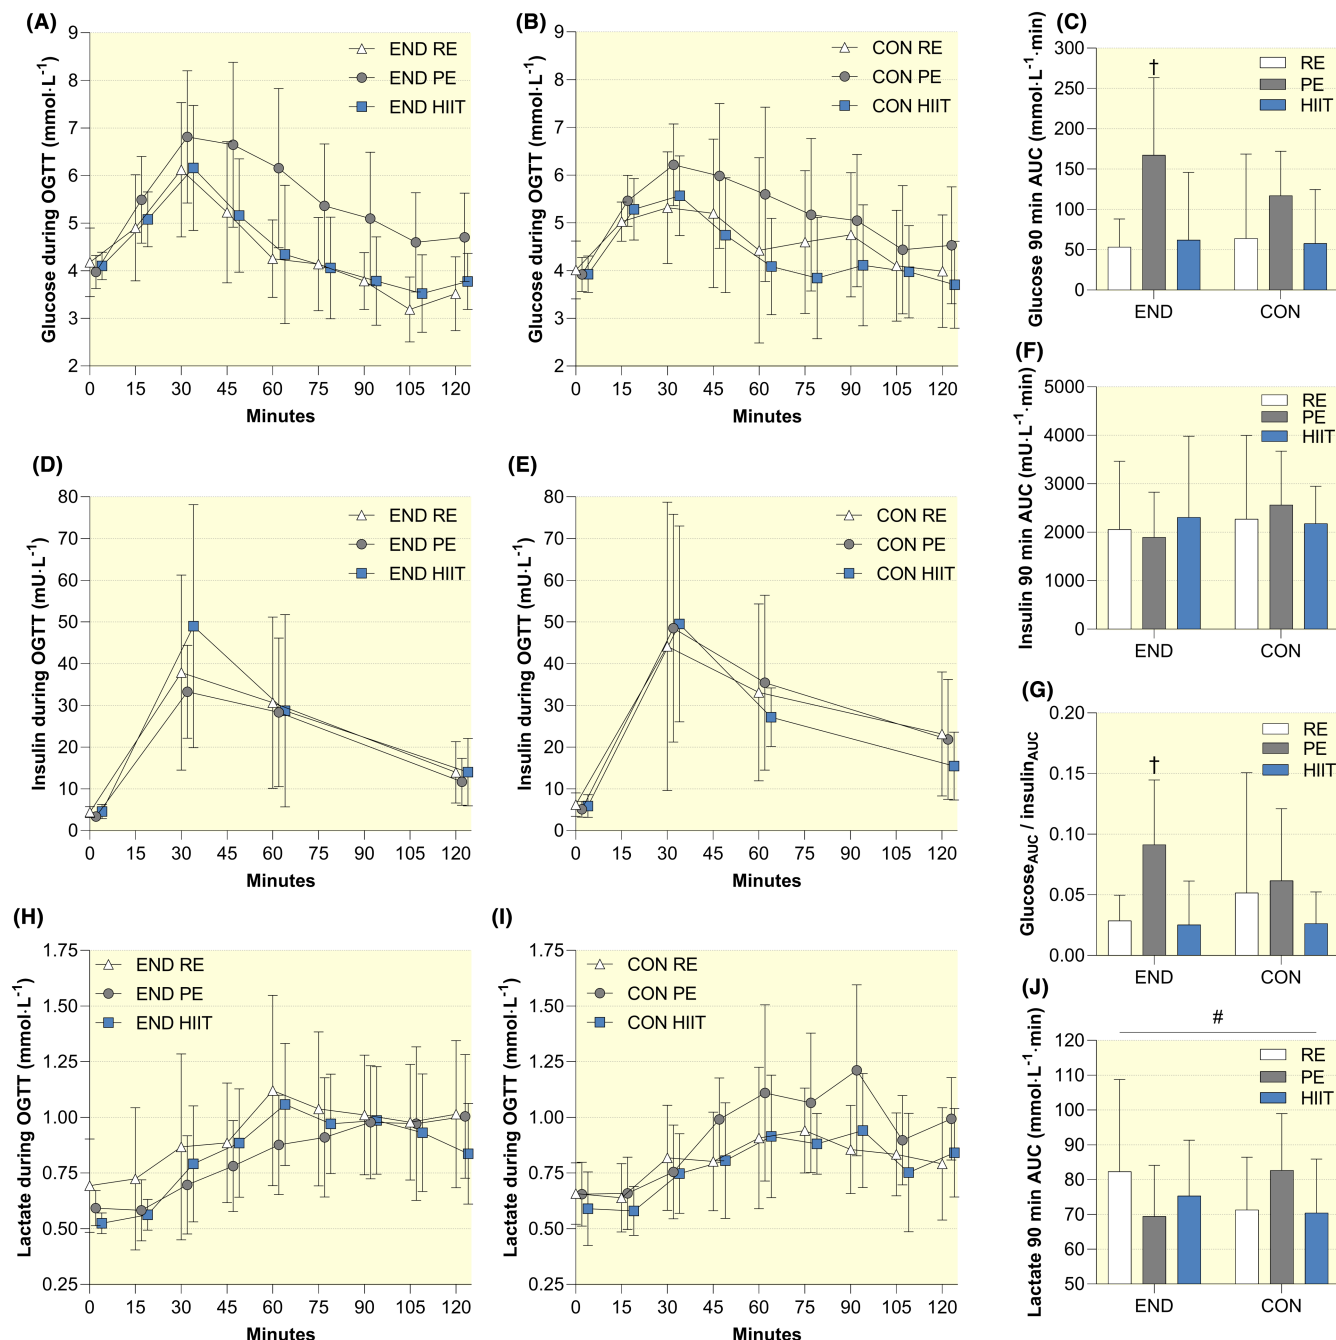 (A)
Glucose during OGTT (mmol·L⁻¹)
9
8
7
6
5
4
3
2
END RE
END PE
END HIIT
0 15 30 45 60 75 90 105 120
Minutes
(B)
Glucose during OGTT (mmol·L⁻¹)
9
8
7
6
5
4
3
2
CON RE
CON PE
CON HIIT
0 15 30 45 60 75 90 105 120
Minutes
(C)
Glucose 90 min AUC (mmol·L⁻¹·min)
300
250
200
150
100
50
0
†
RE
PE
HIIT
END CON
(D)
Insulin during OGTT (mU·L⁻¹)
80
70
60
50
40
30
20
10
0
END RE
END PE
END HIIT
0 15 30 45 60 75 90 105 120
Minutes
(E)
Insulin during OGTT (mU·L⁻¹)
80
70
60
50
40
30
20
10
0
CON RE
CON PE
CON HIIT
0 15 30 45 60 75 90 105 120
Minutes
(F)
Insulin 90 min AUC (mU·L⁻¹·min)
5000
4000
3000
2000
1000
0
RE
PE
HIIT
END CON
(G)
Glucose_AUC / insulin_AUC
0.20
0.15
0.10
0.05
0.00
†
RE
PE
HIIT
END CON
(H)
Lactate during OGTT (mmol·L⁻¹)
1.75
1.50
1.25
1.00
0.75
0.50
0.25
END RE
END PE
END HIIT
0 15 30 45 60 75 90 105 120
Minutes
(I)
Lactate during OGTT (mmol·L⁻¹)
1.75
1.50
1.25
1.00
0.75
0.50
0.25
CON RE
CON PE
CON HIIT
0 15 30 45 60 75 90 105 120
Minutes
(J)
Lactate 90 min AUC (mmol·L⁻¹·min)
#
120
110
100
90
80
70
60
50
RE
PE
HIIT
END CON